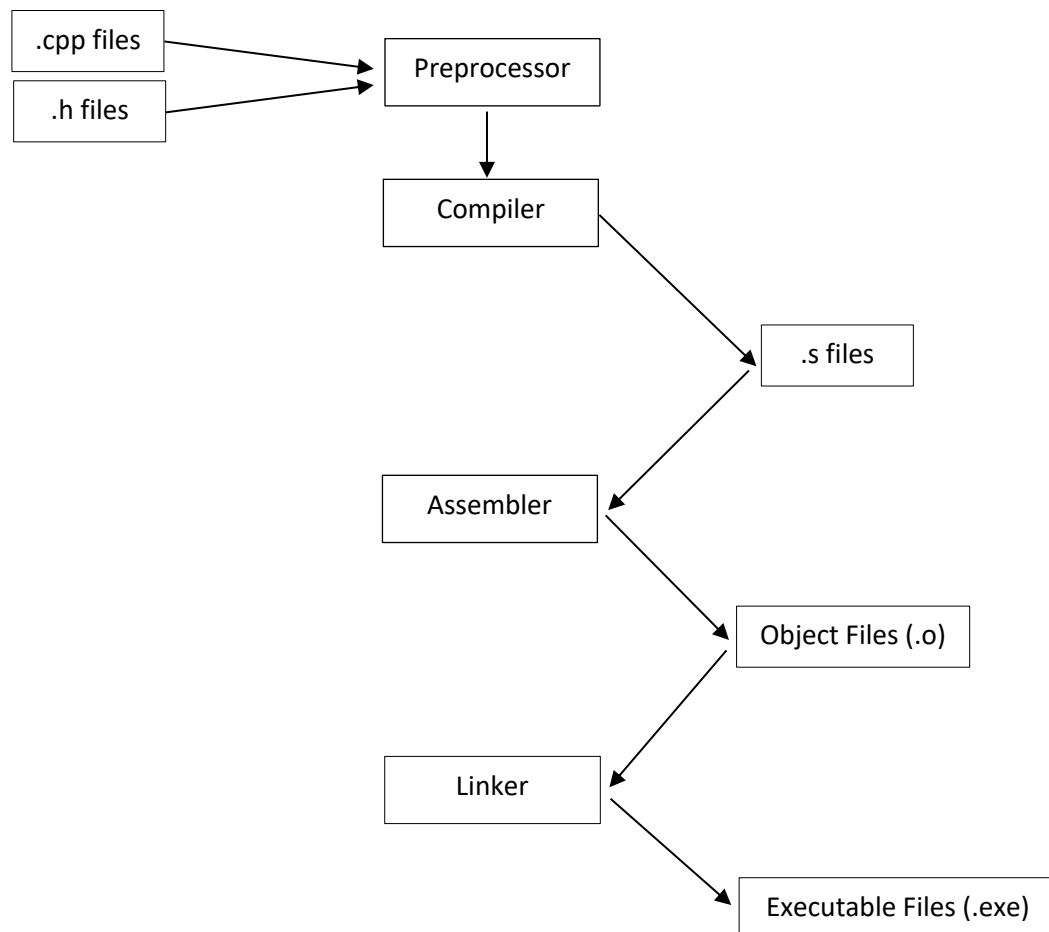 .cpp files
.h files
Preprocessor
Compiler
.s files
Assembler
Object Files (.o)
Linker
Executable Files (.exe)